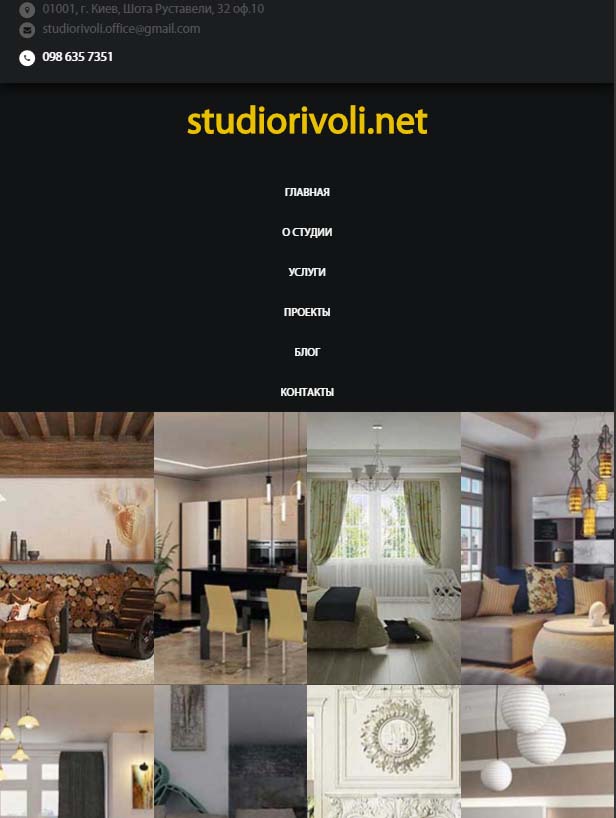 01001, г. Киев, Шота Руставели, 32 оф.10
studiorivoli.office@gmail.com
098 635 7351
studiorivoli.net
ГЛАВНАЯ
О СТУДИИ
УСЛУГИ
ПРОЕКТЫ
БЛОГ
КОНТАКТЫ